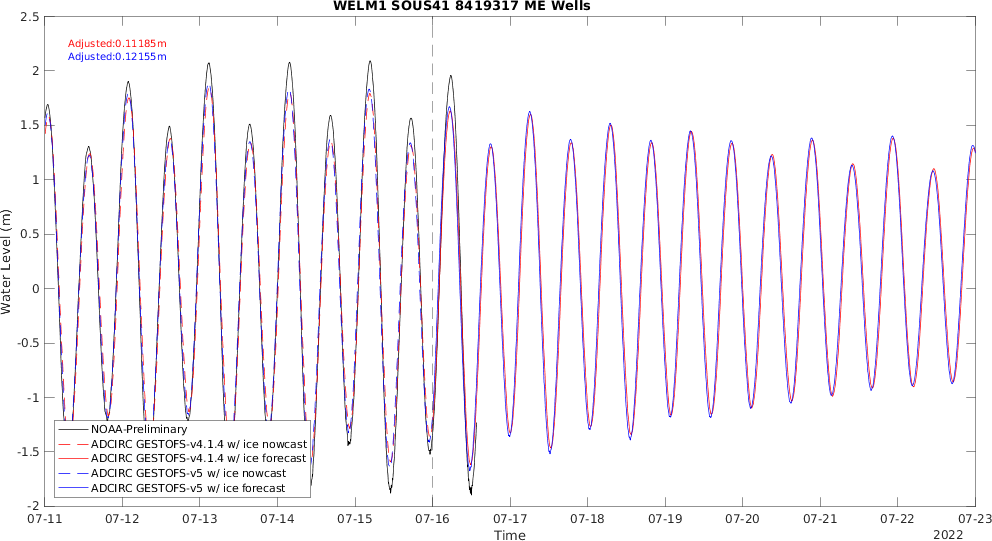 WELM1 SOUS41 8419317 ME Wells
Adjusted:0.11185m
Adjusted:0.12155m
2.5
2
1.5
1
0.5
0
-0.5
-1
-1.5
-2
Water Level (m)
NOAA-Preliminary
ADCIRC GESTOFS-v4.1.4 w/ ice nowcast
ADCIRC GESTOFS-v4.1.4 w/ ice forecast
ADCIRC GESTOFS-v5 w/ ice nowcast
ADCIRC GESTOFS-v5 w/ ice forecast
07-11 07-12 07-13 07-14 07-15 07-16 07-17 07-18 07-19 07-20 07-21 07-22 07-23
Time
2022